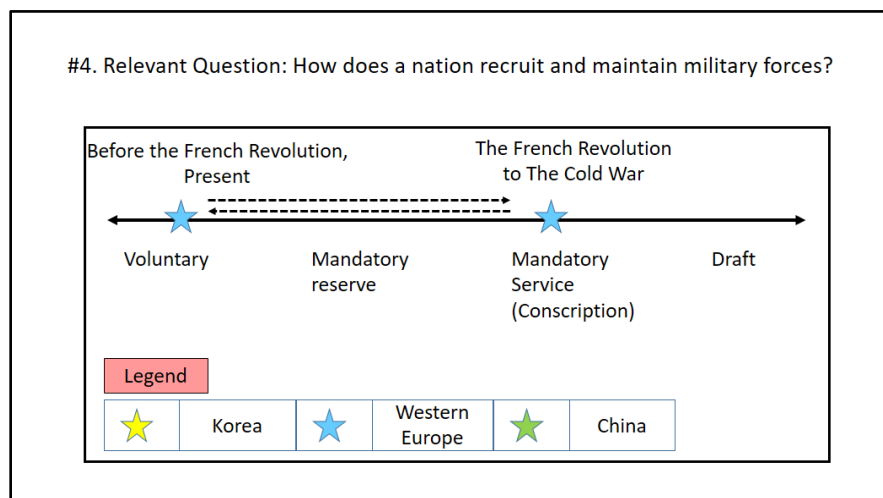 #4. Relevant Question: How does a nation recruit and maintain military forces?
Before the French Revolution,
Present
The French Revolution
to The Cold War
Voluntary
Mandatory
reserve
Mandatory
Service
(Conscription)
Draft
Legend
Korea
Western
Europe
China